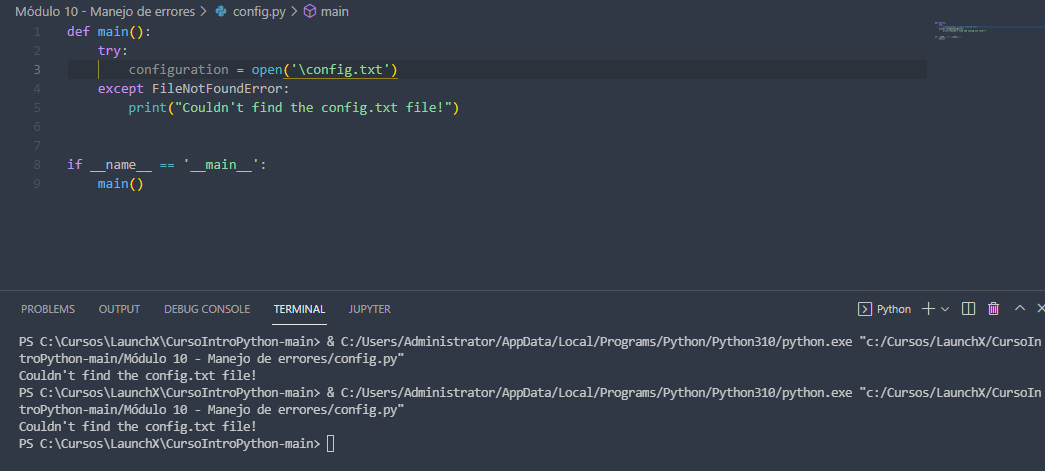 Módulo 10 - Manejo de errores > config.py > main
1 def main():
2 try:
3 configuration = open('\config.txt')
4 except FileNotFoundError:
5 print("Couldn't find the config.txt file!")
6
7
8 if __name__ == '__main__':
9 main()
PROBLEMS OUTPUT DEBUG CONSOLE TERMINAL JUPYTER Python
PS C:\Cursos\LaunchX\CursoIntroPython-main> & C:/Users/Administrator/AppData/Local/Programs/Python/Python310/python.exe "c:/Cursos/LaunchX/CursoIn
troPython-main/Módulo 10 - Manejo de errores/config.py"
Couldn't find the config.txt file!
PS C:\Cursos\LaunchX\CursoIntroPython-main> & C:/Users/Administrator/AppData/Local/Programs/Python/Python310/python.exe "c:/Cursos/LaunchX/CursoIn
troPython-main/Módulo 10 - Manejo de errores/config.py"
Couldn't find the config.txt file!
PS C:\Cursos\LaunchX\CursoIntroPython-main>